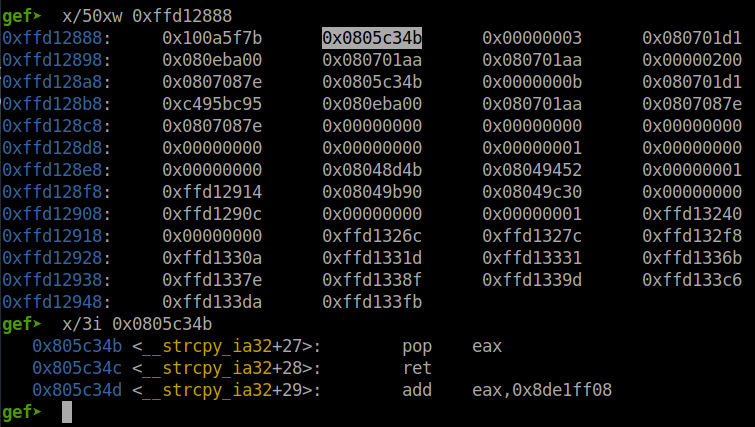 gef➤  x/50xw 0xffd12888
0xffd12888:     0x100a5f7b      0x0805c34b      0x00000003      0x080701d1
0xffd12898:     0x080eba00      0x080701aa      0x080701aa      0x00000200
0xffd128a8:     0x0807087e      0x0805c34b      0x0000000b      0x080701d1
0xffd128b8:     0xc495bc95      0x080eba00      0x080701aa      0x0807087e
0xffd128c8:     0x0807087e      0x00000000      0x00000000      0x00000000
0xffd128d8:     0x00000000      0x00000000      0x00000001      0x00000000
0xffd128e8:     0x00000000      0x08048d4b      0x08049452      0x00000001
0xffd128f8:     0xffd12914      0x08049b90      0x08049c30      0x00000000
0xffd12908:     0xffd1290c      0x00000000      0x00000001      0xffd13240
0xffd12918:     0x00000000      0xffd1326c      0xffd1327c      0xffd132f8
0xffd12928:     0xffd1330a      0xffd1331d      0xffd13331      0xffd1336b
0xffd12938:     0xffd1337e      0xffd1338f      0xffd1339d      0xffd133c6
0xffd12948:     0xffd133da      0xffd133fb
gef➤  x/3i 0x0805c34b
   0x805c34b <__strcpy_ia32+27>:        pop    eax
   0x805c34c <__strcpy_ia32+28>:        ret
   0x805c34d <__strcpy_ia32+29>:        add    eax,0x8de1ff08
gef➤